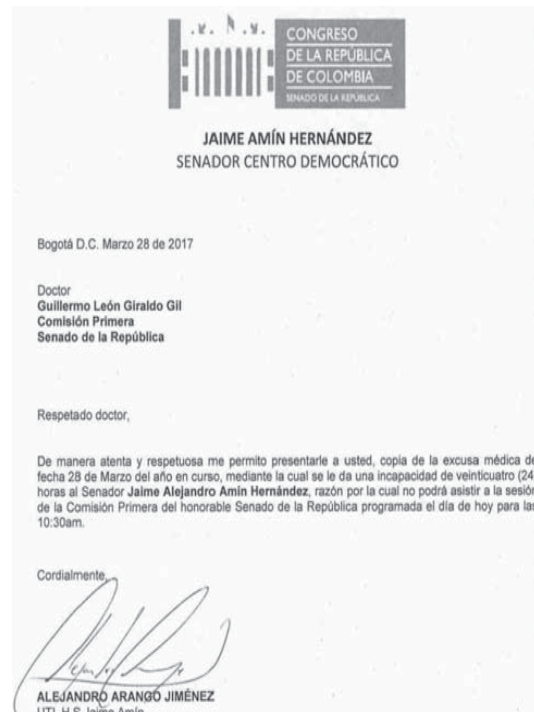 CONGRESO
DE LA REPÚBLICA
DE COLOMBIA
SENADO DE LA REPÚBLICA
JAIME AMÍN HERNÁNDEZ
SENADOR CENTRO DEMOCRÁTICO
Bogotá D.C. Marzo 28 de 2017
Doctor
Guillermo León Giraldo Gil
Comisión Primera
Senado de la República
Respetado doctor,
De manera atenta y respetuosa me permito presentarle a usted, copia de la excusa médica de
fecha 28 de Marzo del año en curso, mediante la cual se le da una incapacidad de veinticuatro (24)
horas al Senador Jaime Alejandro Amín Hernández, razón por la cual no podrá asistir a la sesión
de la Comisión Primera del honorable Senado de la República programada el día de hoy para las
10:30am.
Cordialmente,
ALEJANDRO ARANGO JIMÉNEZ
UTL H.S Jaime Amín